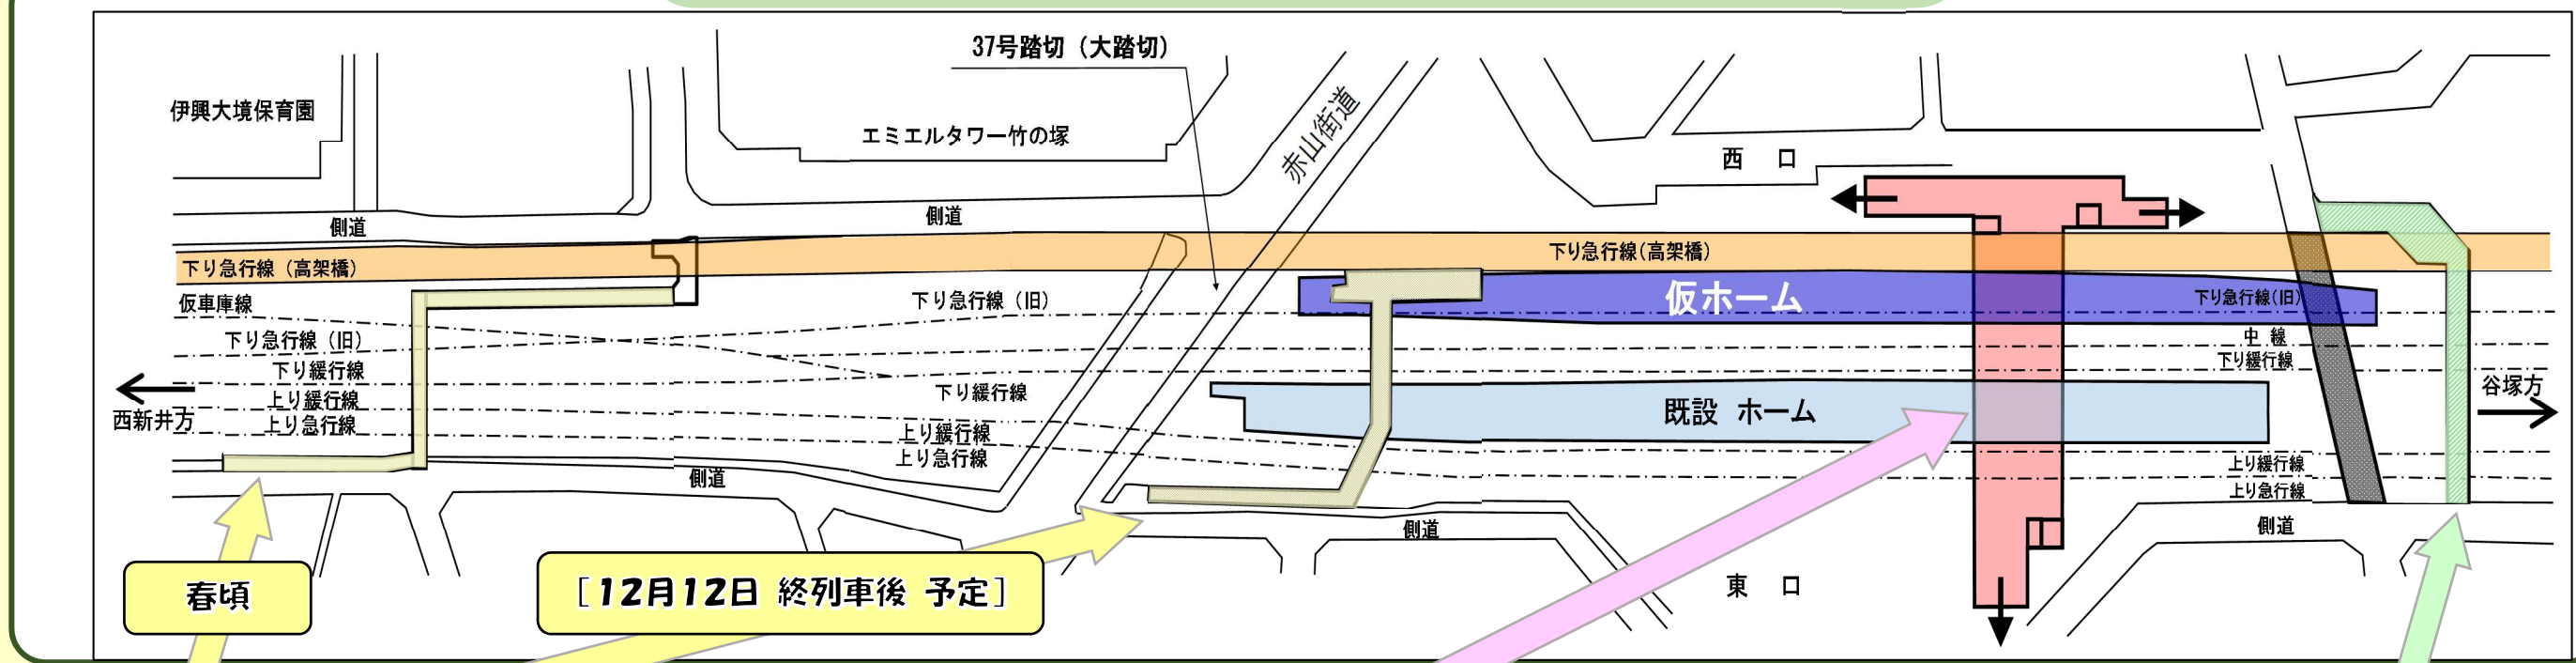 37号踏切（大踏切）
伊興大境保育園
エミエルタワー竹の塚
赤山街道
西　口
側道
側道
下り急行線（高架橋）
下り急行線(高架橋)
仮車庫線
下り急行線（旧）
仮ホーム
下り急行線(旧)
下り急行線（旧）
中　線
下り緩行線
下り緩行線
下り緩行線
西新井方
谷塚方
上り緩行線
上り急行線
既設　ホーム
上り緩行線
上り急行線
上り緩行線
上り急行線
側道
側道
側道
春頃
［12月12日 終列車後 予定］
東　口